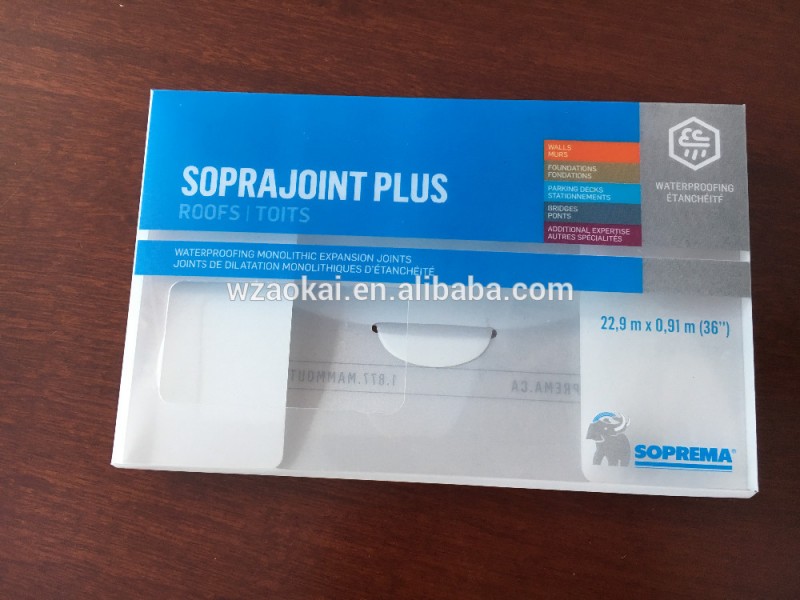 SOPRAJOINT PLUS
ROOFS | TOITS
WALLS
MURS
FOUNDATIONS
FONDATIONS
PARKING DECKS
STATIONNEMENTS
BRIDGES
PONTS
ADDITIONAL EXPERTISE
AUTRES SPÉCIALITÉS
WATERPROOFING
ÉTANCHÉITÉ
WATERPROOFING MONOLITHIC EXPANSION JOINTS
JOINTS DE DILATATION MONOLITHIQUES D'ÉTANCHÉITÉ
wzaokai.en.alibaba.com
22,9 m x 0,91 m (36'')
1.877.MAMMOUT
PREMA.CA
SOPREMA®